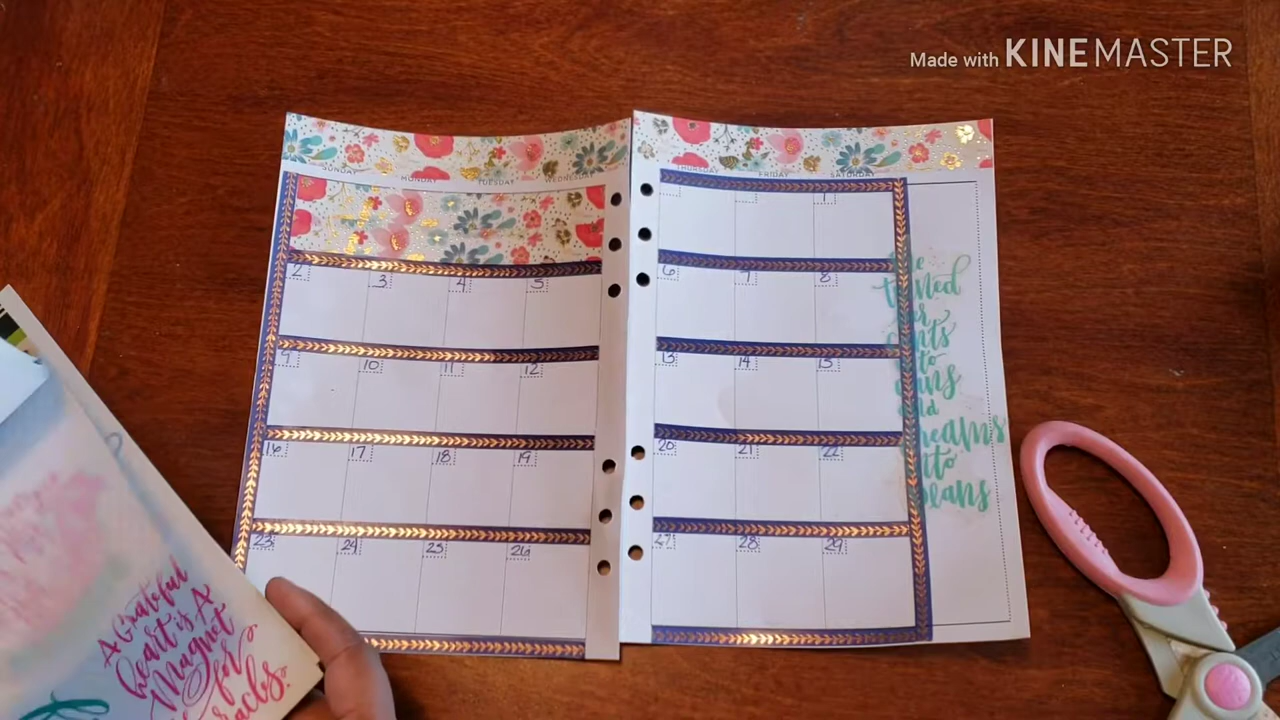 Made with KINEMASTER
SUNDAY MONDAY TUESDAY WEDNESDAY
THURSDAY FRIDAY SATURDAY
1
2 3 4 5
6 7 8
9 10 11 12
13 14 15
16 17 18 19
20 21 22
23 24 25 26
27 28 29
turned
into
and
dreams
into
plans
A Grateful
heart is A
Magnet
for